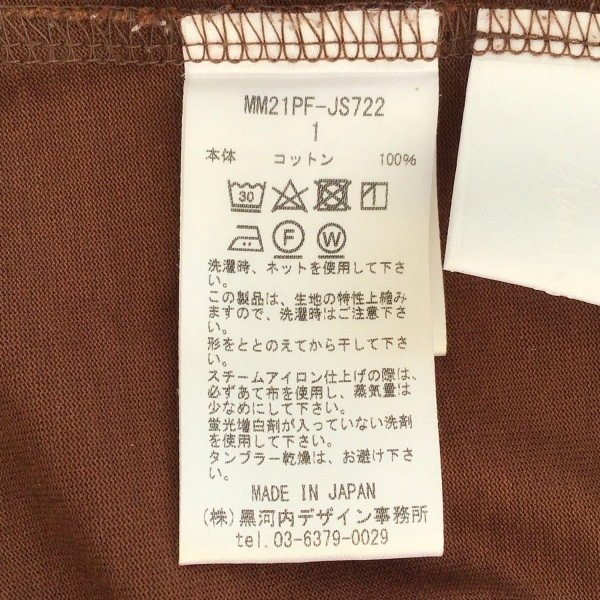 MM21PF-JS722
1
本体 コットン 100%
30
F W
洗濯時、ネットを使用して下さ
い。
この製品は、生地の特性上縮み
ますので、洗濯時はご注意下さ
い。
形をととのえてから干して下さ
い。
スチームアイロン仕上げの際は、
必ずあて布を使用し、蒸気量は
少なめにして下さい。
蛍光増白剤が入っていない洗剤
を使用して下さい。
タンブラー乾燥は、お避け下さ
い。
MADE IN JAPAN
(株)黒河内デザイン事務所
tel.03-6379-0029